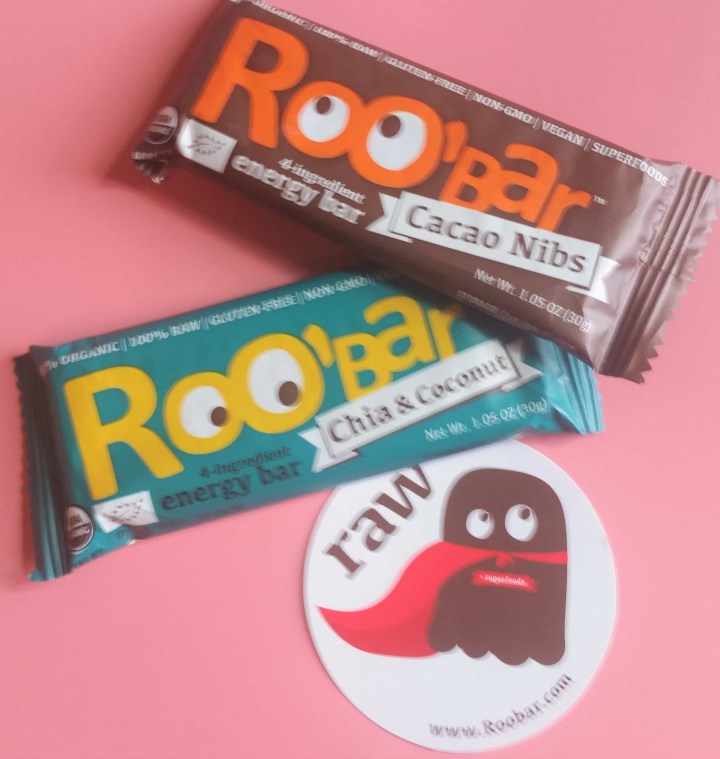 ORGANIC | 100% RAW | GLUTEN-FREE | NON-GMO | VEGAN | SUPERFOODS
Roo'Bar™
4-ingredient
energy bar
Cacao Nibs
Net Wt. 1.05 OZ (30g)
% ORGANIC | 100% RAW | GLUTEN-FREE | NON-GMO
Roo'Bar
Chia & Coconut
4-ingredient
energy bar
Net Wt. 1.05 OZ (30g)
raw
superfoods
www.Roobar.com